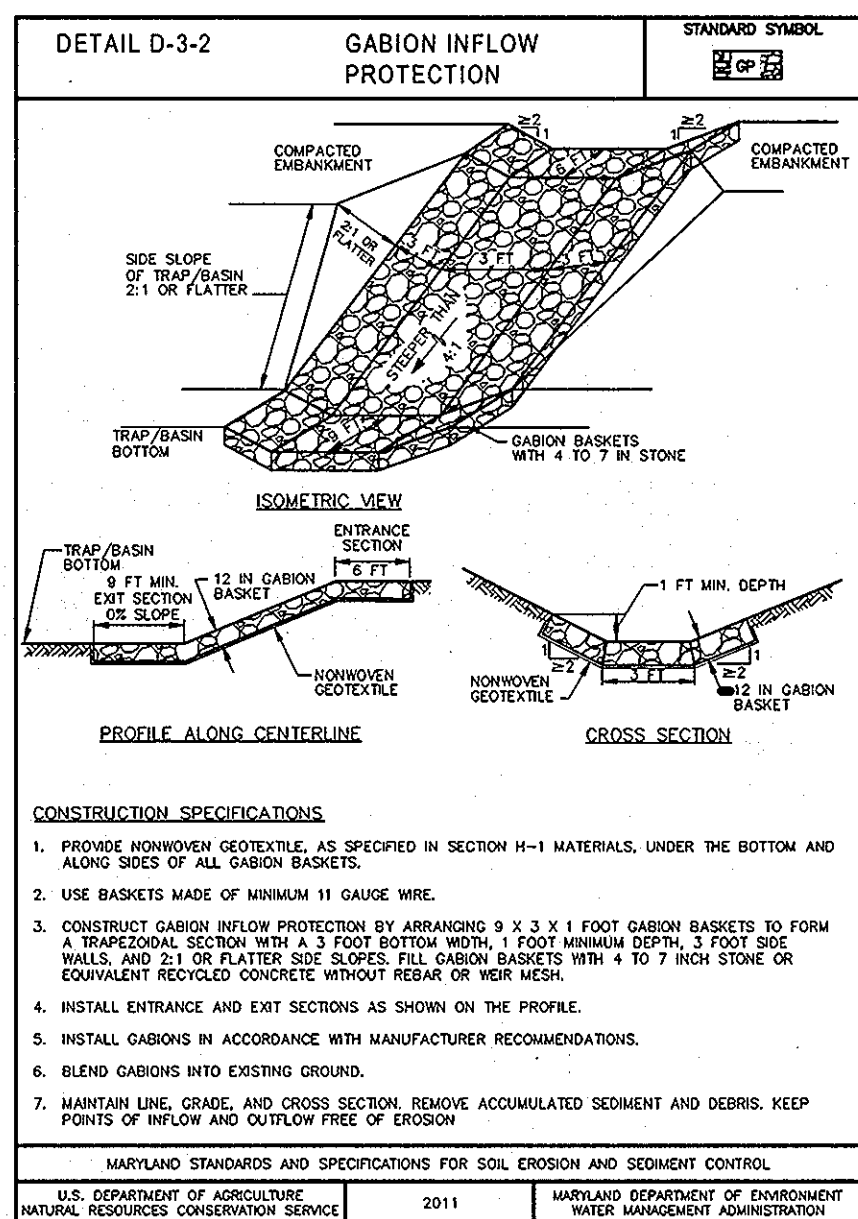 DETAIL D-3-2
GABION INFLOW
PROTECTION
STANDARD SYMBOL
GP
≥2
1
≥2
1
COMPACTED
EMBANKMENT
6 FT
COMPACTED
EMBANKMENT
2:1 OR
FLATTER
3 FT
3 FT
3 FT
SIDE SLOPE
OF TRAP/BASIN
2:1 OR FLATTER
STEEPER THAN
4:1
9 FT
TRAP/BASIN
BOTTOM
GABION BASKETS
WITH 4 TO 7 IN STONE
ISOMETRIC VIEW
TRAP/BASIN
BOTTOM
9 FT MIN.
EXIT SECTION
0% SLOPE
12 IN GABION
BASKET
ENTRANCE
SECTION
6 FT
NONWOVEN
GEOTEXTILE
PROFILE ALONG CENTERLINE
1 FT MIN. DEPTH
1
≥2
3 FT
≥2
1
NONWOVEN
GEOTEXTILE
12 IN GABION
BASKET
CROSS SECTION
CONSTRUCTION SPECIFICATIONS
1. PROVIDE NONWOVEN GEOTEXTILE, AS SPECIFIED IN SECTION H-1 MATERIALS, UNDER THE BOTTOM AND
ALONG SIDES OF ALL GABION BASKETS.
2. USE BASKETS MADE OF MINIMUM 11 GAUGE WIRE.
3. CONSTRUCT GABION INFLOW PROTECTION BY ARRANGING 9 X 3 X 1 FOOT GABION BASKETS TO FORM
A TRAPEZOIDAL SECTION WITH A 3 FOOT BOTTOM WIDTH, 1 FOOT MINIMUM DEPTH, 3 FOOT SIDE
WALLS, AND 2:1 OR FLATTER SIDE SLOPES. FILL GABION BASKETS WITH 4 TO 7 INCH STONE OR
EQUIVALENT RECYCLED CONCRETE WITHOUT REBAR OR WEIR MESH.
4. INSTALL ENTRANCE AND EXIT SECTIONS AS SHOWN ON THE PROFILE.
5. INSTALL GABIONS IN ACCORDANCE WITH MANUFACTURER RECOMMENDATIONS.
6. BLEND GABIONS INTO EXISTING GROUND.
7. MAINTAIN LINE, GRADE, AND CROSS SECTION. REMOVE ACCUMULATED SEDIMENT AND DEBRIS. KEEP
POINTS OF INFLOW AND OUTFLOW FREE OF EROSION
MARYLAND STANDARDS AND SPECIFICATIONS FOR SOIL EROSION AND SEDIMENT CONTROL
U.S. DEPARTMENT OF AGRICULTURE
NATURAL RESOURCES CONSERVATION SERVICE
2011
MARYLAND DEPARTMENT OF ENVIRONMENT
WATER MANAGEMENT ADMINISTRATION